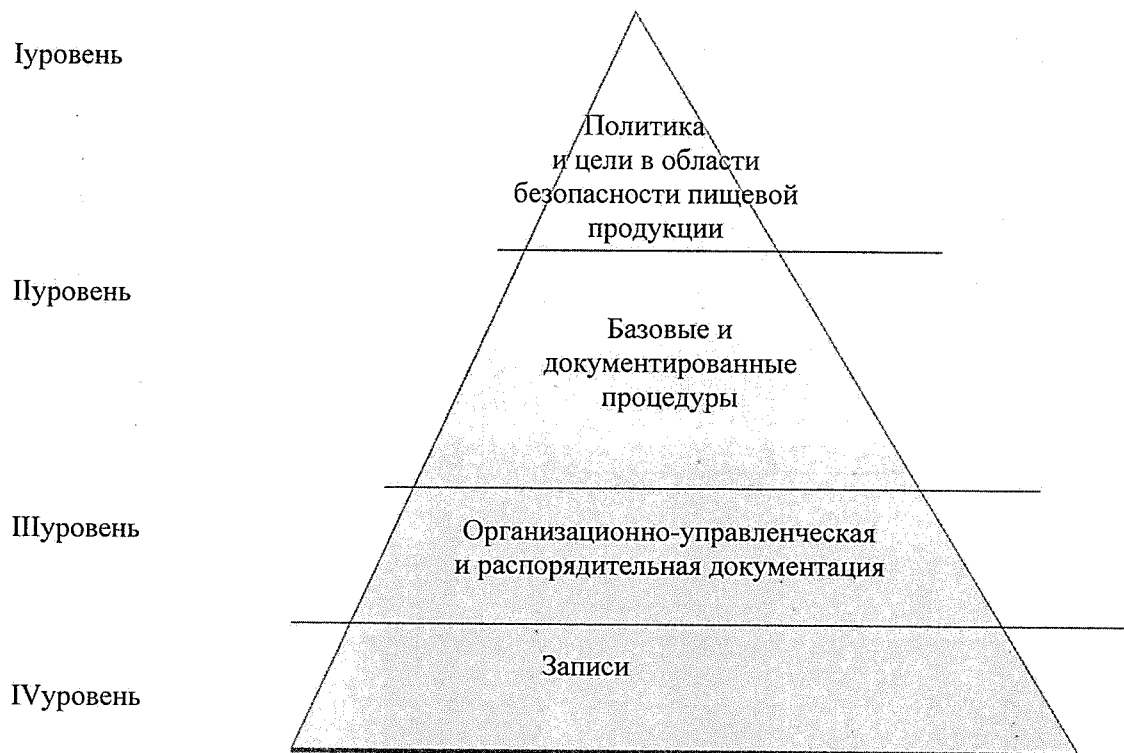 Iуровень
Политика
и цели в области
безопасности пищевой
продукции
IIуровень
Базовые и
документированные
процедуры
IIIуровень
Организационно-управленческая
и распорядительная документация
Записи
IVуровень